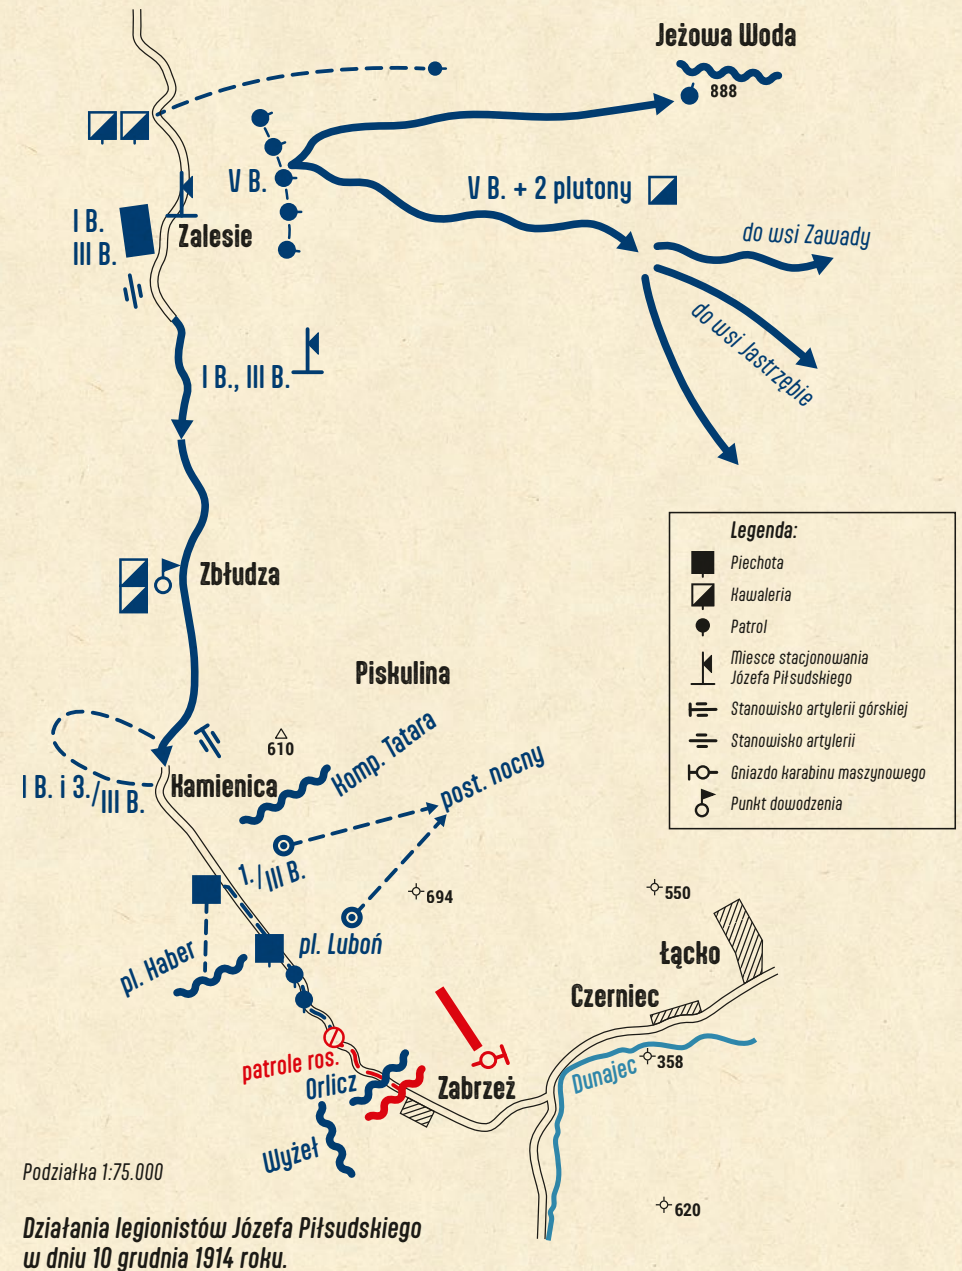 Jeżowa Woda
888
V B.
V B. + 2 plutony
I B.
III B.
Zalesie
do wsi Zawady
do wsi Jastrzębie
I B., III B.
Zbłudza
Legenda:
Piechota
Kawaleria
Patrol
Miesce stacjonowania
Józefa Piłsudskiego
Stanowisko artylerii górskiej
Stanowisko artylerii
Gniazdo karabinu maszynowego
Punkt dowodzenia
Piskulina
610
Komp. Tatara
I B. i 3./III B.
Kamienica
post. nocny
1./III B.
694
550
pl. Haber
pl. Luboń
Łącko
Czerniec
patrole ros.
Orlicz
Zabrzeż
Dunajec
358
Wyżeł
Podziałka 1:75.000
620
Działania legionistów Józefa Piłsudskiego
w dniu 10 grudnia 1914 roku.